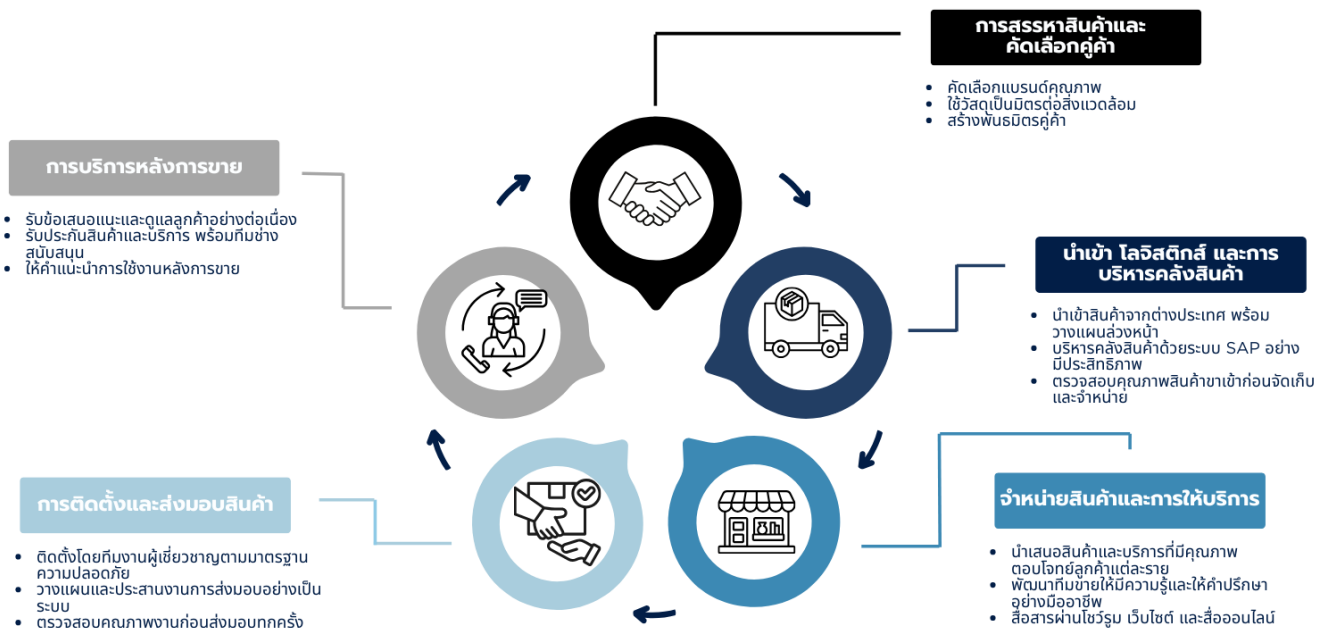 การสรรหาสินค้าและ
คัดเลือกคู่ค้า
• คัดเลือกแบรนด์คุณภาพ
• ใช้วัสดุเป็นมิตรต่อสิ่งแวดล้อม
• สร้างพันธมิตรคู่ค้า
นำเข้า โลจิสติกส์ และการ
บริหารคลังสินค้า
• นำเข้าสินค้าจากต่างประเทศ พร้อม
วางแผนล่วงหน้า
• บริหารคลังสินค้าด้วยระบบ SAP อย่าง
มีประสิทธิภาพ
• ตรวจสอบคุณภาพสินค้าขาเข้าก่อนจัดเก็บ
และจำหน่าย
จำหน่ายสินค้าและการให้บริการ
• นำเสนอสินค้าและบริการที่มีคุณภาพ
ตอบโจทย์ลูกค้าแต่ละราย
• พัฒนาทีมขายให้มีความรู้และให้คำปรึกษา
อย่างมืออาชีพ
• สื่อสารผ่านโชว์รูม เว็บไซต์ และสื่อออนไลน์
การติดตั้งและส่งมอบสินค้า
• ติดตั้งโดยทีมงานผู้เชี่ยวชาญตามมาตรฐาน
ความปลอดภัย
• วางแผนและประสานงานการส่งมอบอย่างเป็น
ระบบ
• ตรวจสอบคุณภาพงานก่อนส่งมอบทุกครั้ง
การบริการหลังการขาย
• รับข้อเสนอแนะและดูแลลูกค้าอย่างต่อเนื่อง
• รับประกันสินค้าและบริการ พร้อมทีมช่าง
สนับสนุน
• ให้คำแนะนำการใช้งานหลังการขาย